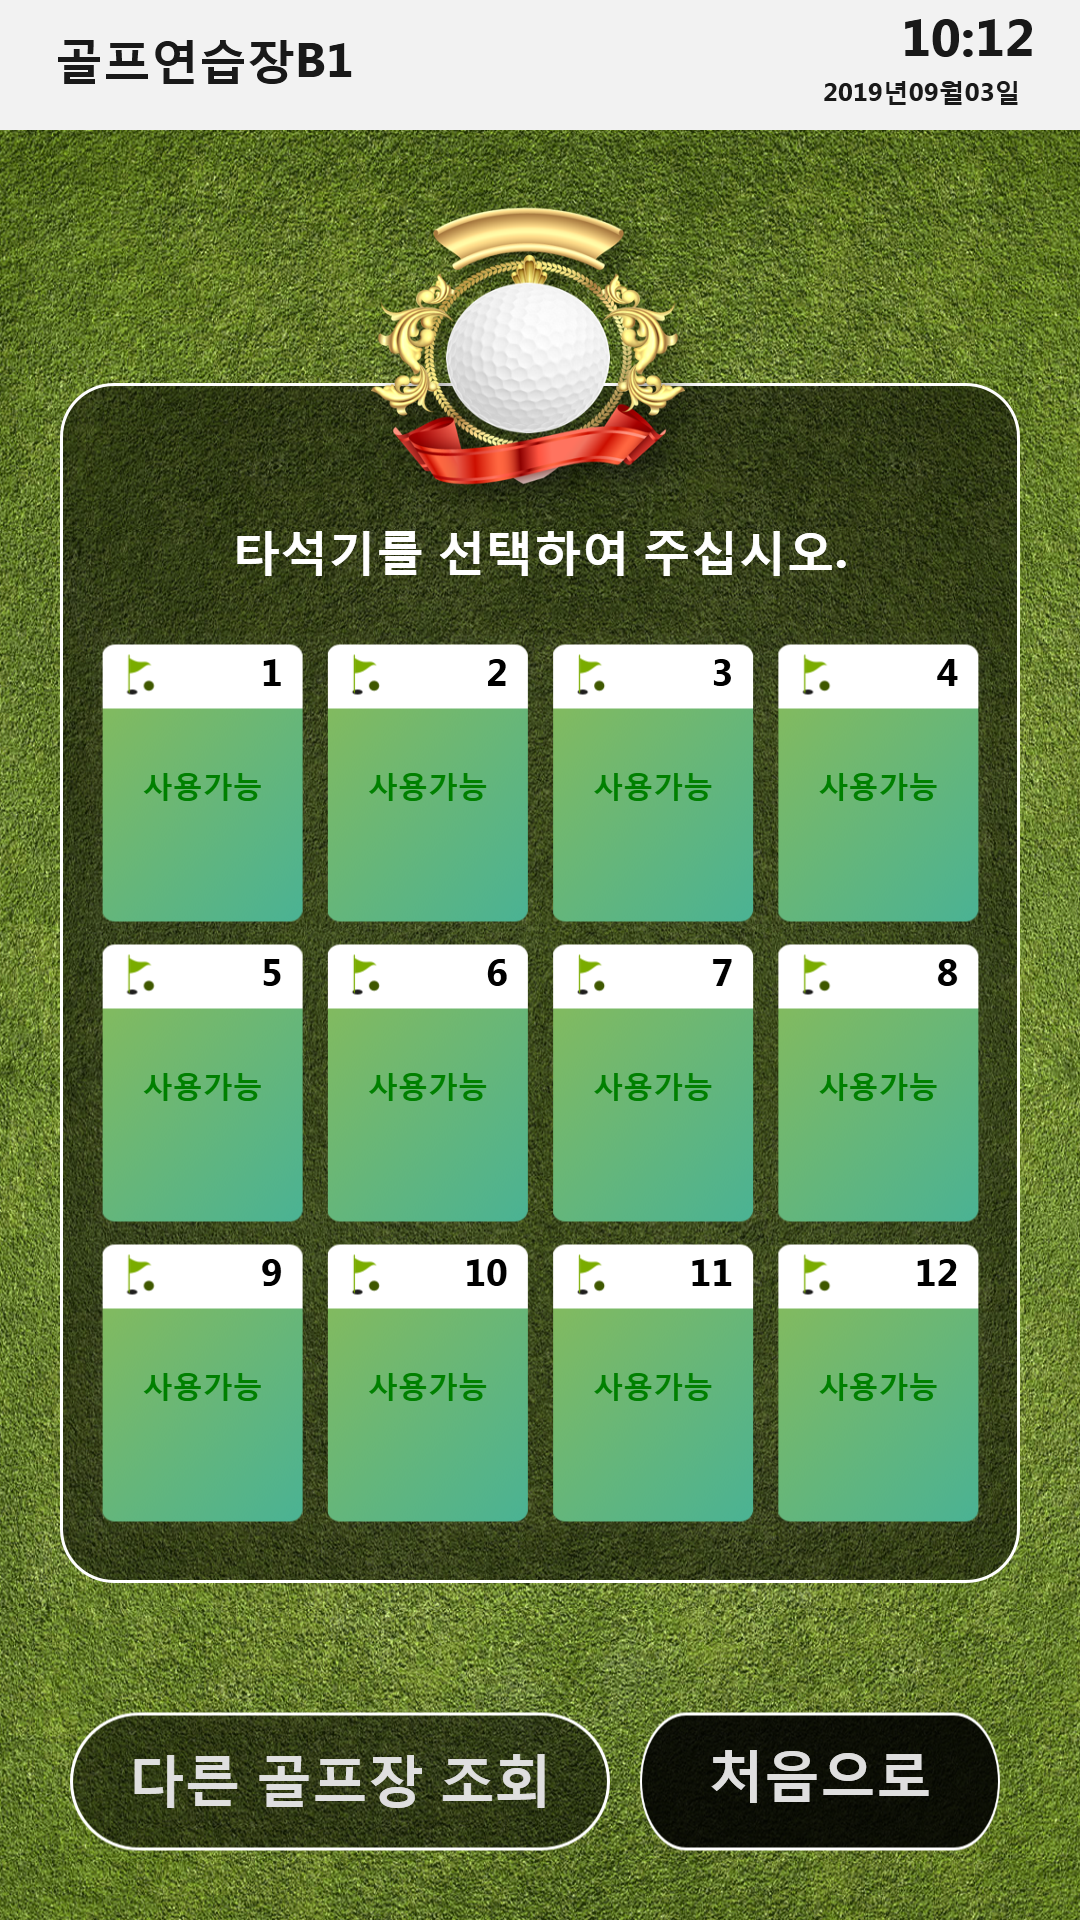 골프연습장B1
10:12
2019년09월03일
타석기를 선택하여 주십시오.
1
2
3
4
사용가능
사용가능
사용가능
사용가능
5
6
7
8
사용가능
사용가능
사용가능
사용가능
9
10
11
12
사용가능
사용가능
사용가능
사용가능
다른 골프장 조회
처음으로